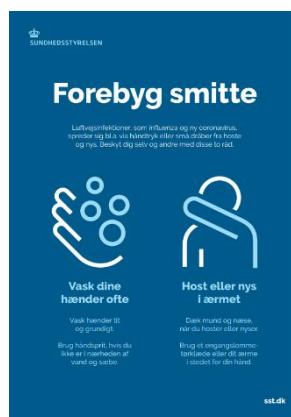 SUNDHEDSSTYRELSEN
Forebyg smitte
Luftvejsinfektioner, som influenza og ny coronavirus,
spreder sig bl.a. via håndtryk eller små dråber fra hoste
og nys. Beskyt dig selv og andre med disse to råd.
Vask dine
hænder ofte
Vask hænder tit
og grundigt.
Brug håndsprit, hvis du
ikke er i nærheden af
vand og sæbe.
Host eller nys
i ærmet
Dæk mund og næse,
når du hoster eller nyser.
Brug et engangslomme-
tørklæde eller dit ærme
i stedet for din hånd.
sst.dk